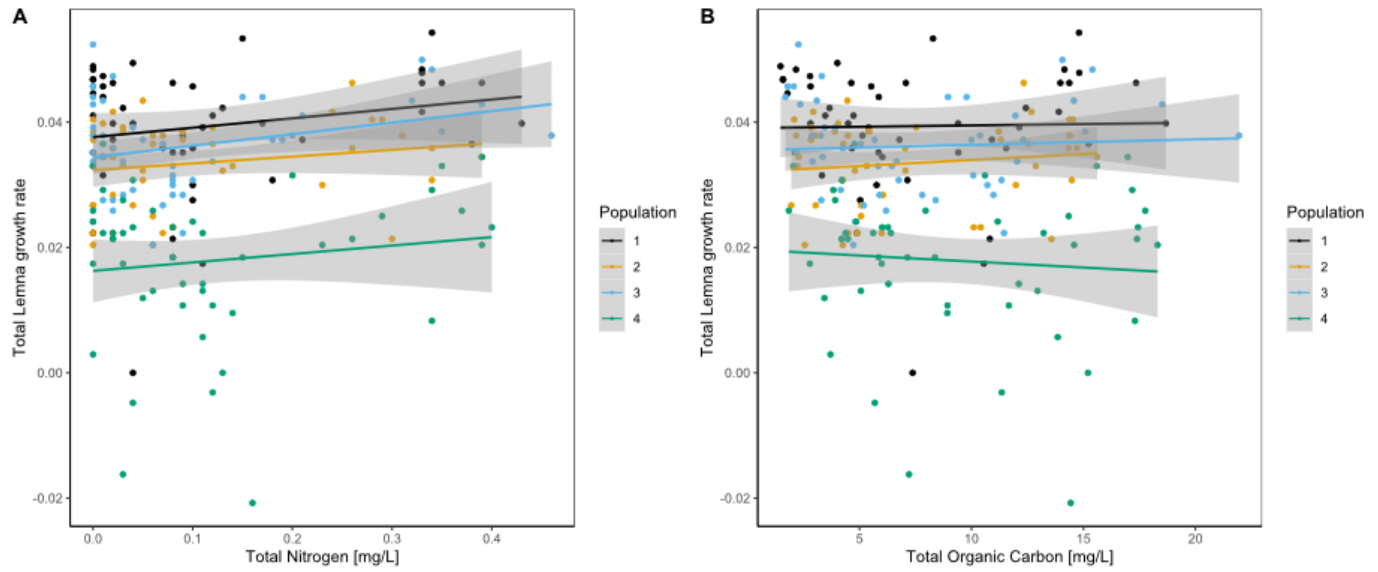 A
Total Lemna growth rate
0.04
0.02
0.00
-0.02
0.0 0.1 0.2 0.3 0.4
Total Nitrogen [mg/L]
Population
1
2
3
4
B
Total Lemna growth rate
0.04
0.02
0.00
-0.02
5 10 15 20
Total Organic Carbon [mg/L]
Population
1
2
3
4